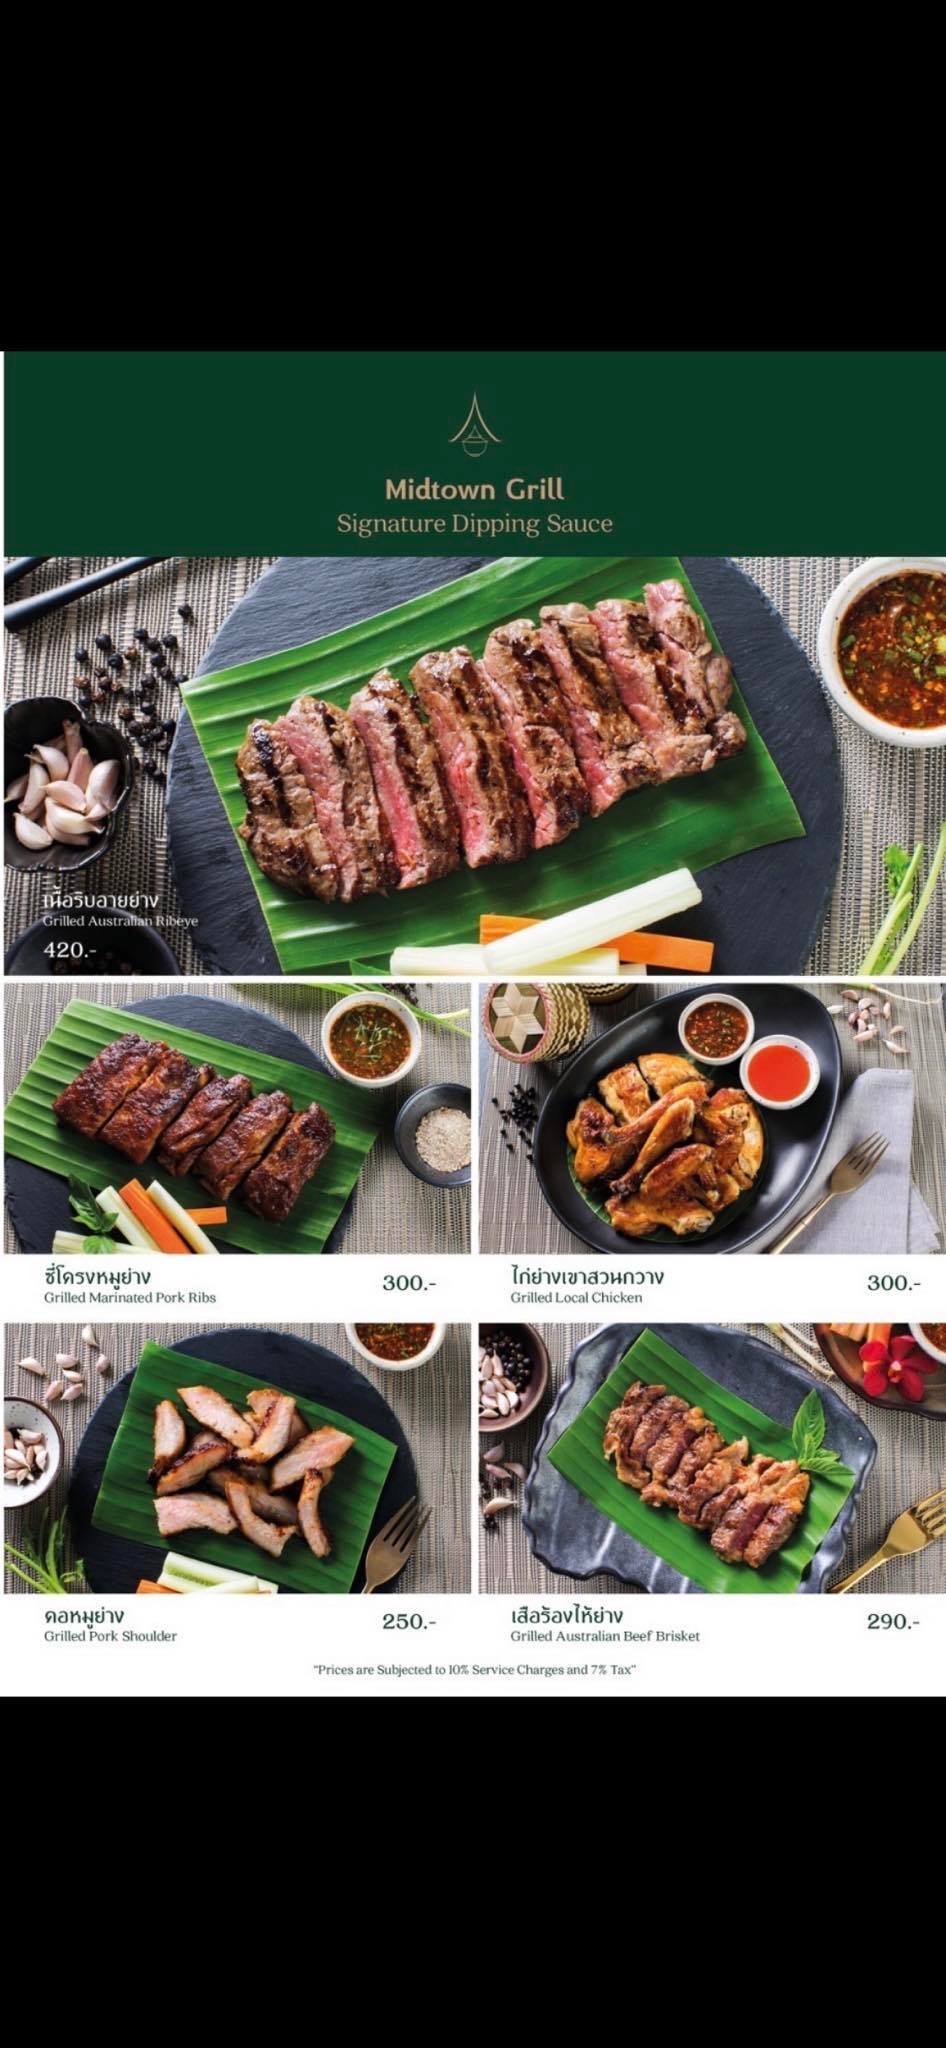 Midtown Grill
Signature Dipping Sauce
เนื้อริบอายย่าง
Grilled Australian Ribeye
420.-
ซี่โครงหมูย่าง
Grilled Marinated Pork Ribs
300.-
ไก่ย่างเขาสวนกวาง
Grilled Local Chicken
300.-
คอหมูย่าง
Grilled Pork Shoulder
250.-
เสือร้องไห้ย่าง
Grilled Australian Beef Brisket
290.-
"Prices are Subjected to 10% Service Charges and 7% Tax"